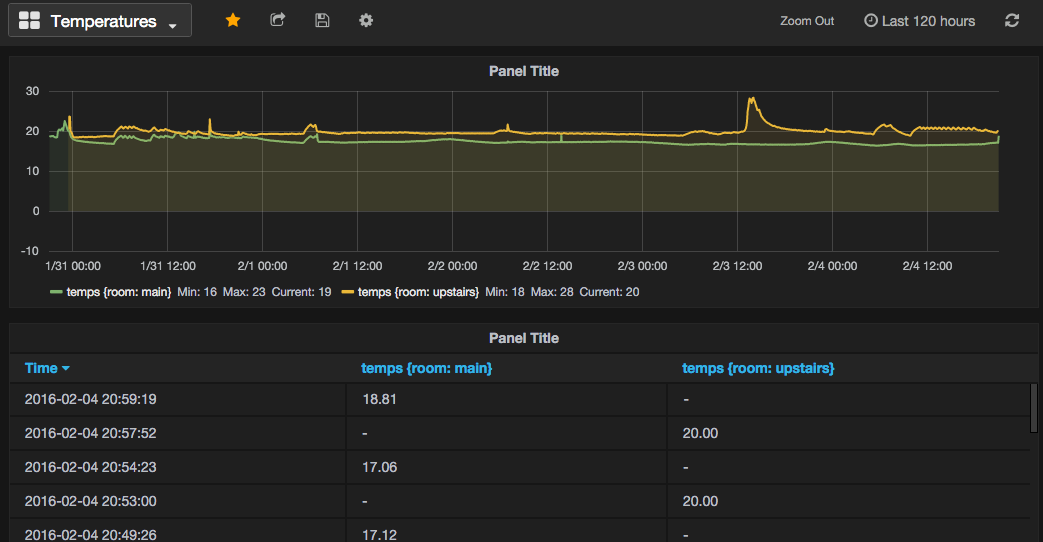 Temperatures Zoom Out Last 120 hours
Panel Title
30
20
10
0
-10
1/31 00:00 1/31 12:00 2/1 00:00 2/1 12:00 2/2 00:00 2/2 12:00 2/3 00:00 2/3 12:00 2/4 00:00 2/4 12:00
temps {room: main} Min: 16 Max: 23 Current: 19 temps {room: upstairs} Min: 18 Max: 28 Current: 20
Panel Title
Time temps {room: main} temps {room: upstairs}
2016-02-04 20:59:19 18.81 -
2016-02-04 20:57:52 - 20.00
2016-02-04 20:54:23 17.06 -
2016-02-04 20:53:00 - 20.00
2016-02-04 20:49:26 17.12 -